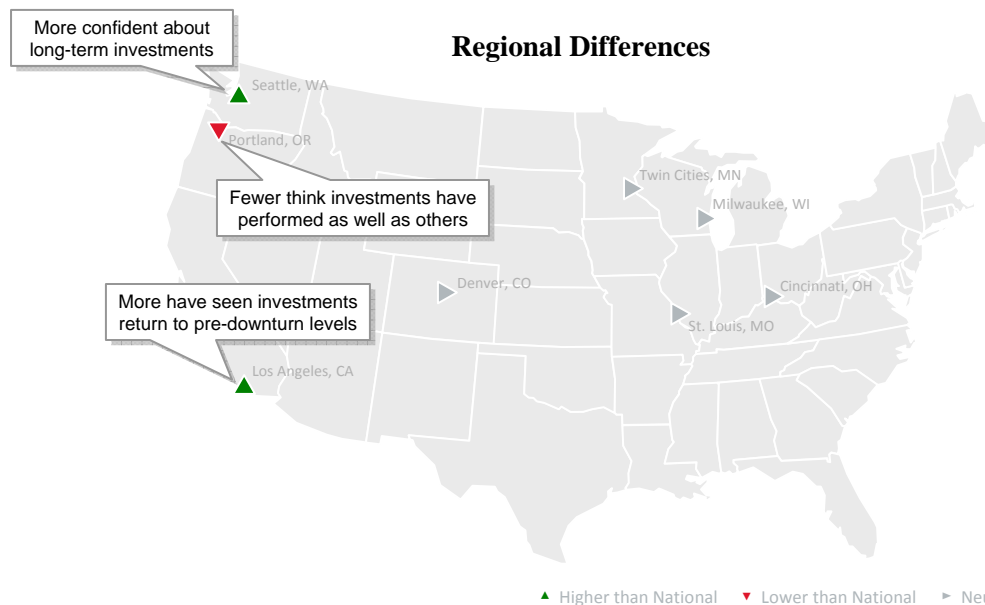 More confident about
long-term investments
Regional Differences
Seattle, WA
Portland, OR
Twin Cities, MN
Fewer think investments have
performed as well as others
Milwaukee, WI
Denver, CO
Cincinnati, OH
More have seen investments
return to pre-downturn levels
St. Louis, MO
Los Angeles, CA
▲ Higher than National ▼ Lower than National ►